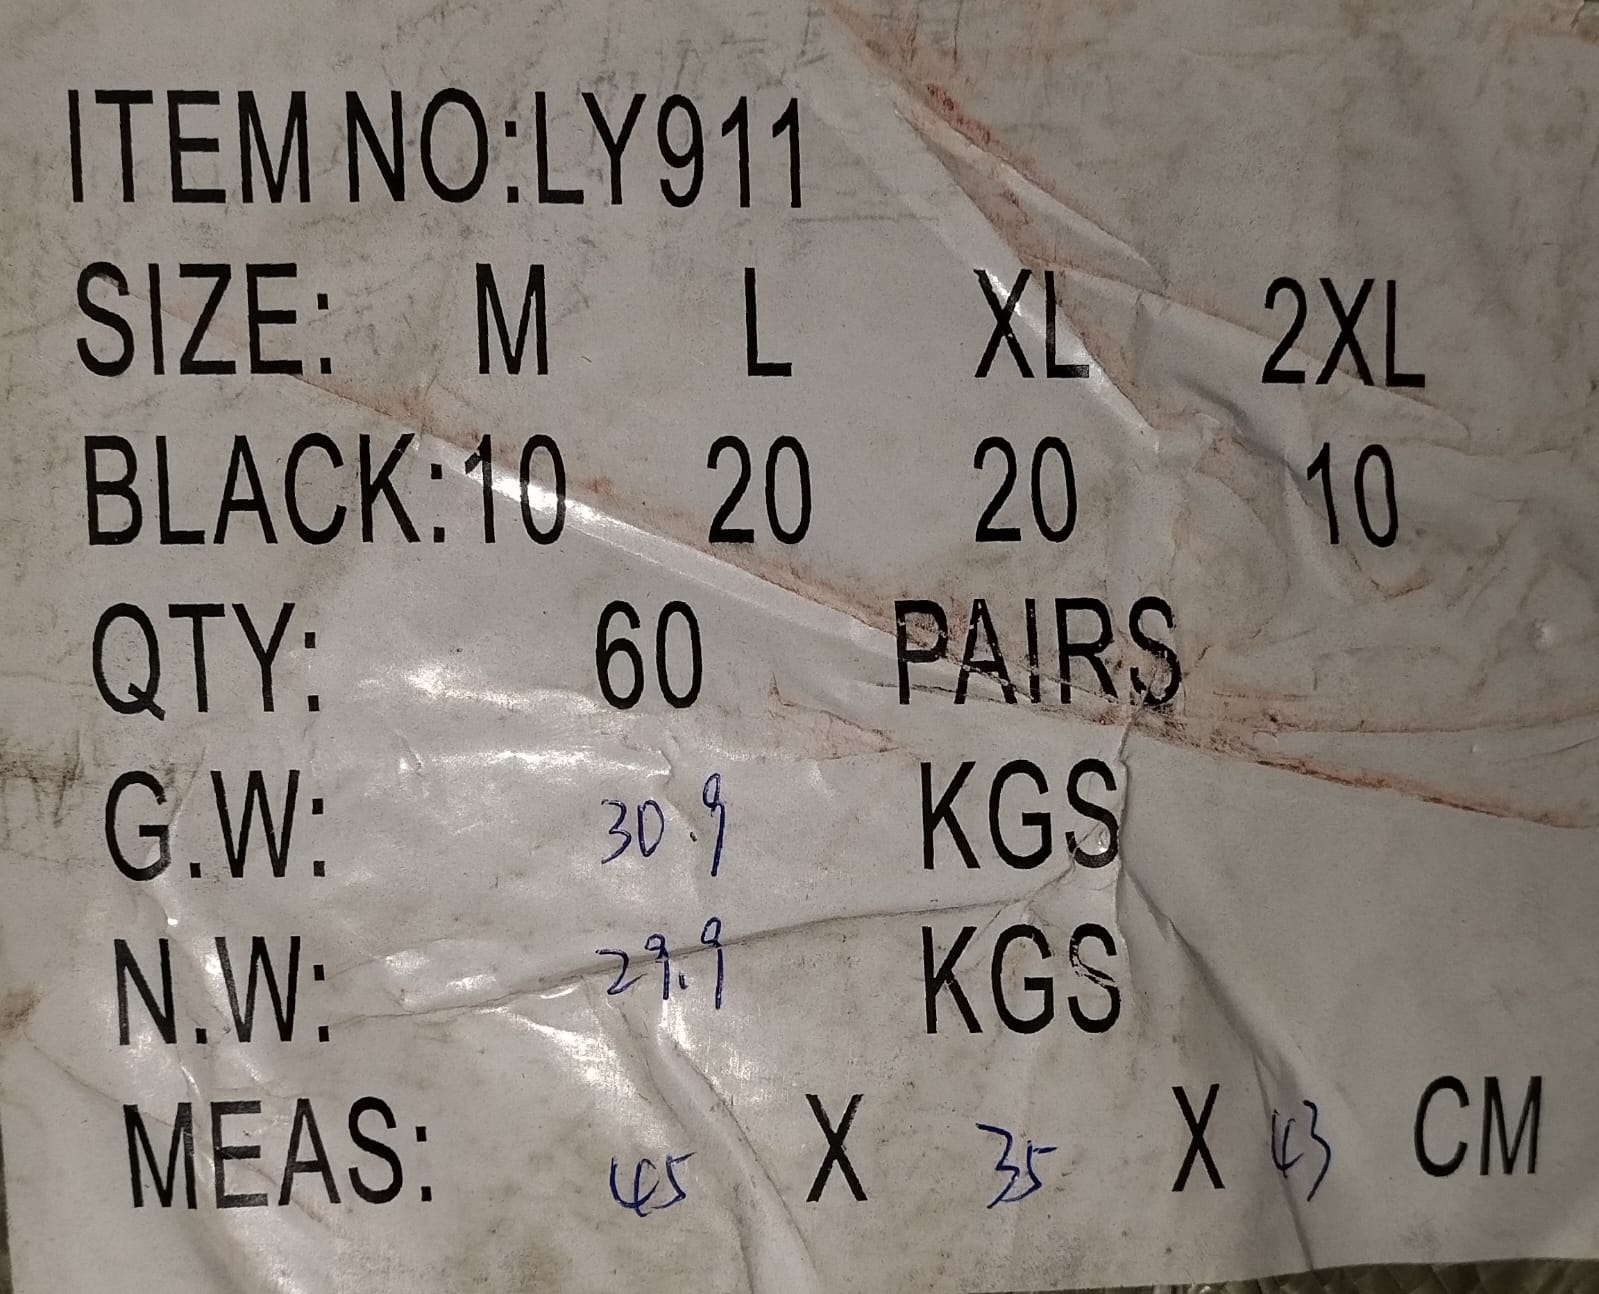 ITEM NO:LY911
SIZE: M L XL 2XL
BLACK:10 20 20 10
QTY: 60 PAIRS
G.W: 30.9 KGS
N.W: 29.9 KGS
MEAS: 45 X 35 X 43 CM